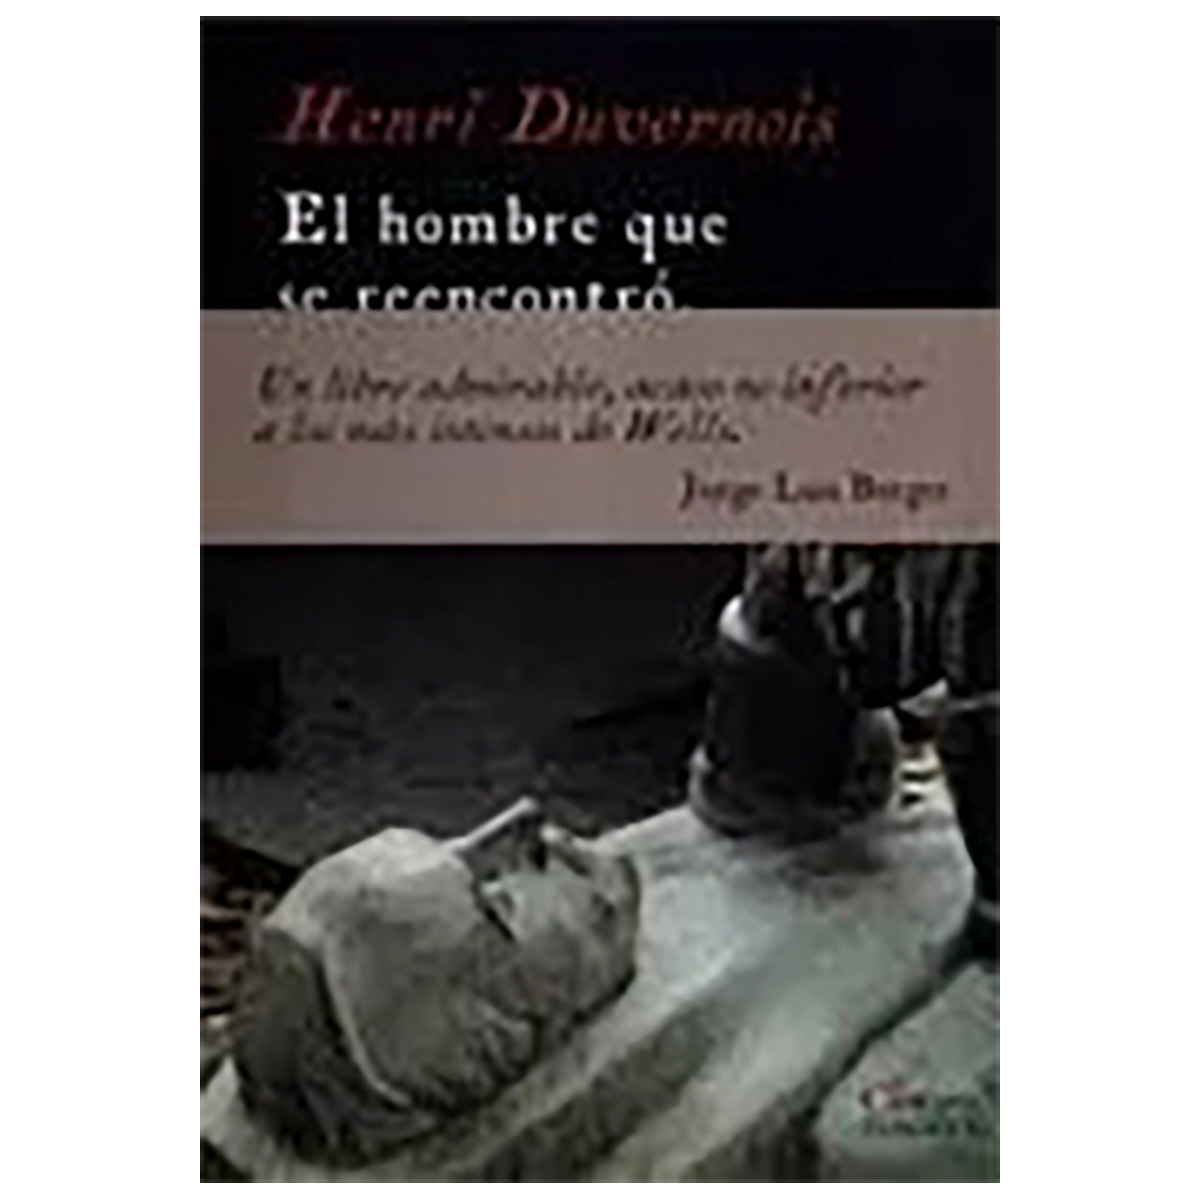 Henri Duvernois
El hombre que
se reencontró.
Un libro admirable, acaso no inferior
a los más intensos de Wells.
Jorge Luis Borges